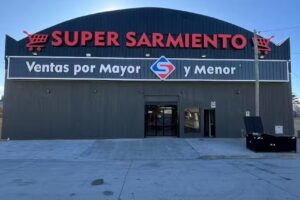 SUPER SARMIENTO
Ventas por Mayor S y Menor